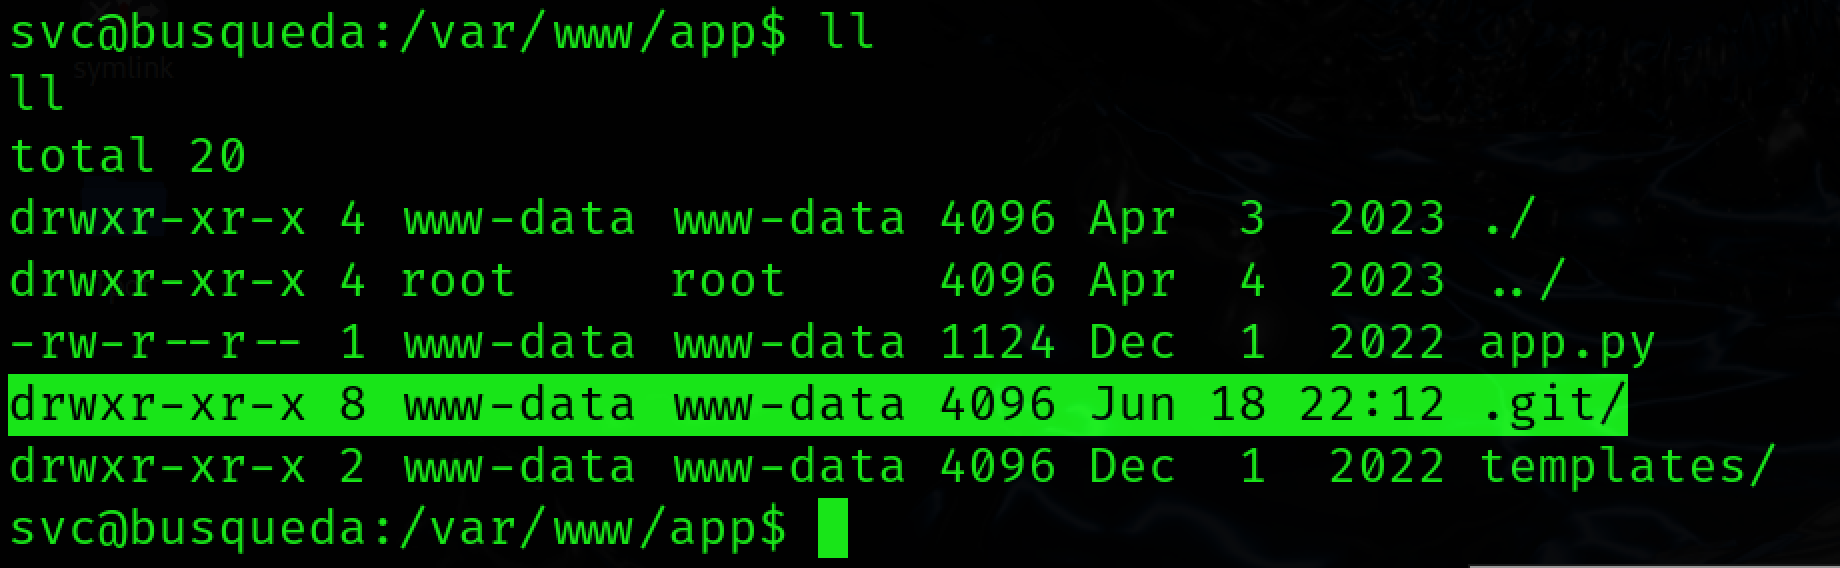 svc@busqueda:/var/www/app$ ll
symlink
ll
total 20
drwxr-xr-x 4 www-data www-data 4096 Apr  3  2023 ./
drwxr-xr-x 4 root     root     4096 Apr  4  2023 ../
-rw-r--r-- 1 www-data www-data 1124 Dec  1  2022 app.py
drwxr-xr-x 8 www-data www-data 4096 Jun 18 22:12 .git/
drwxr-xr-x 2 www-data www-data 4096 Dec  1  2022 templates/
svc@busqueda:/var/www/app$